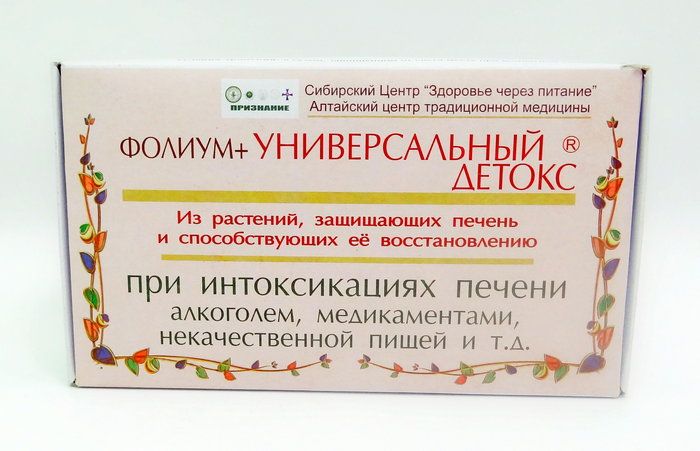 ПРИЗНАНИЕ
Сибирский Центр "Здоровье через питание"
Алтайский центр традиционной медицины
ФОЛИУМ+ УНИВЕРСАЛЬНЫЙ ®
ДЕТОКС
Из растений, защищающих печень
и способствующих её восстановлению
при интоксикациях печени
алкоголем, медикаментами,
некачественной пищей и т.д.